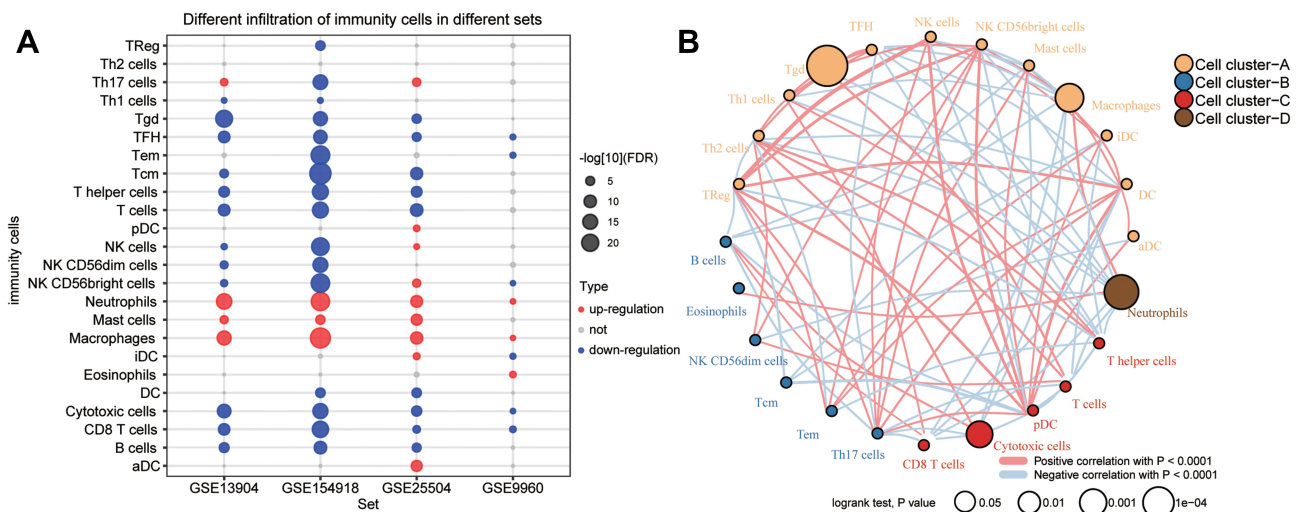 A
Different infiltration of immunity cells in different sets
immunity cells
TReg
Th2 cells
Th17 cells
Th1 cells
Tgd
TFH
Tem
Tcm
T helper cells
T cells
pDC
NK cells
NK CD56dim cells
NK CD56bright cells
Neutrophils
Mast cells
Macrophages
iDC
Eosinophils
DC
Cytotoxic cells
CD8 T cells
B cells
aDC
GSE13904 GSE154918 GSE25504 GSE9960
Set
-log[10](FDR)
5
10
15
20
Type
up-regulation
not
down-regulation
B
NK cells
NK CD56bright cells
TFH
Mast cells
Tgd
Th1 cells
Macrophages
iDC
Th2 cells
TReg
DC
aDC
B cells
Eosinophils
Neutrophils
NK CD56dim cells
T helper cells
Tcm
T cells
pDC
Tem
Cytotoxic cells
Th17 cells
CD8 T cells
Cell cluster-A
Cell cluster-B
Cell cluster-C
Cell cluster-D
Positive correlation with P < 0.0001
Negative correlation with P < 0.0001
logrank test, P value 0.05 0.01 0.001 1e-04